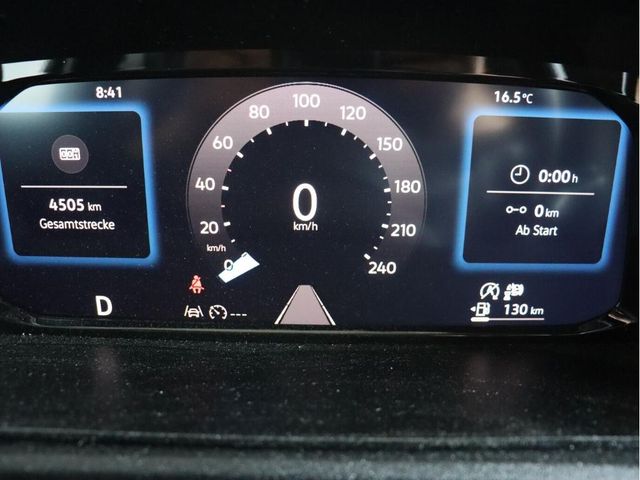 8:41
16.5°C
4505 km
Gesamtstrecke
0
20
40
60
80
100
120
150
180
210
240
km/h
0
km/h
0:00 h
0 km
Ab Start
D
---
130 km